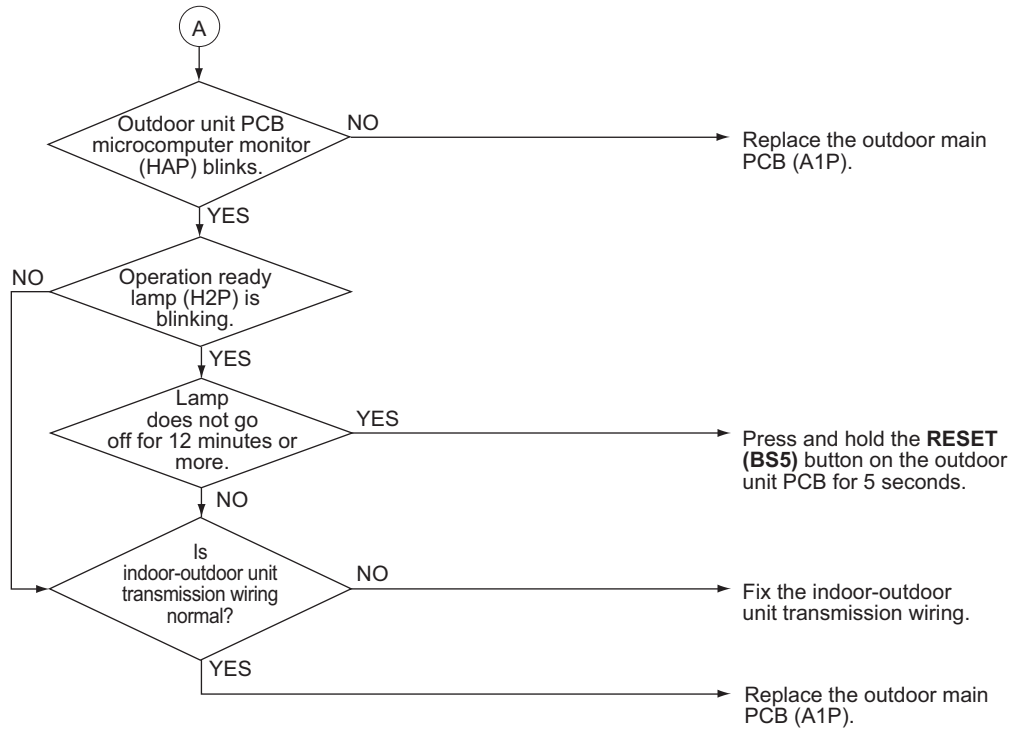 A
Outdoor unit PCB
microcomputer monitor
(HAP) blinks.
NO
Replace the outdoor main
PCB (A1P).
YES
NO
Operation ready
lamp (H2P) is
blinking.
YES
Lamp
does not go
off for 12 minutes or
more.
YES
Press and hold the RESET
(BS5) button on the outdoor
unit PCB for 5 seconds.
NO
Is
indoor-outdoor unit
transmission wiring
normal?
NO
Fix the indoor-outdoor
unit transmission wiring.
YES
Replace the outdoor main
PCB (A1P).